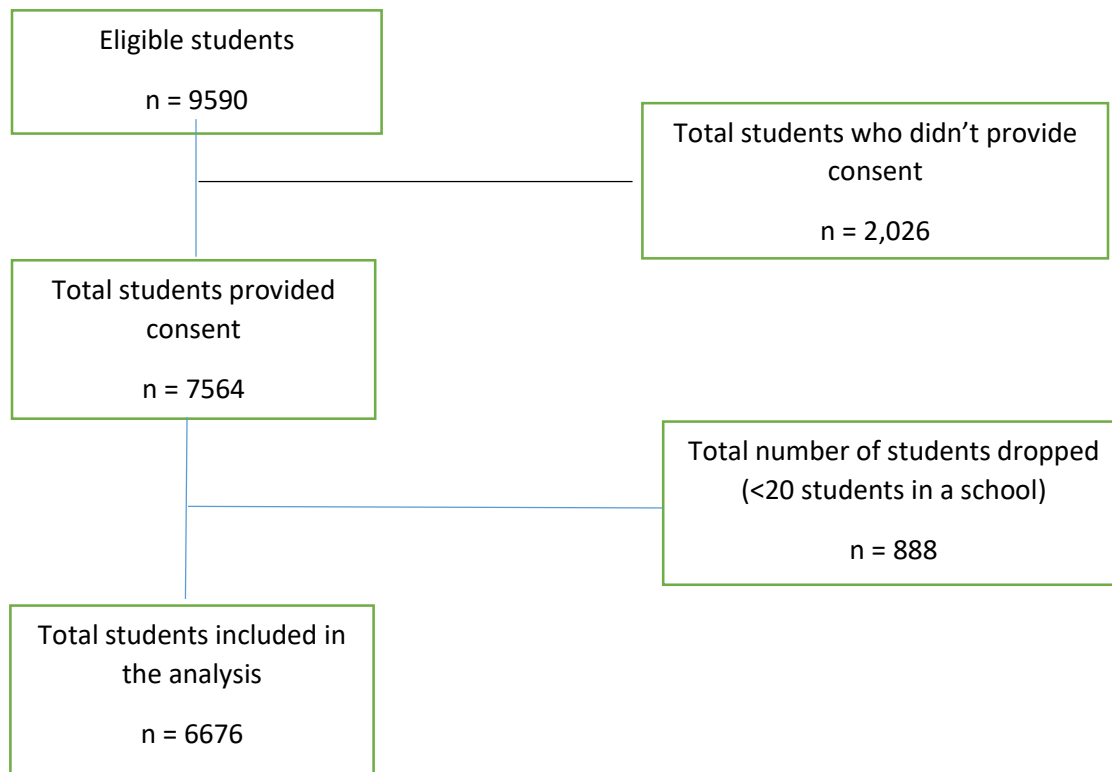 Eligible students
n = 9590
Total students who didn’t provide
consent
n = 2,026
Total students provided
consent
n = 7564
Total number of students dropped
(<20 students in a school)
n = 888
Total students included in
the analysis
n = 6676